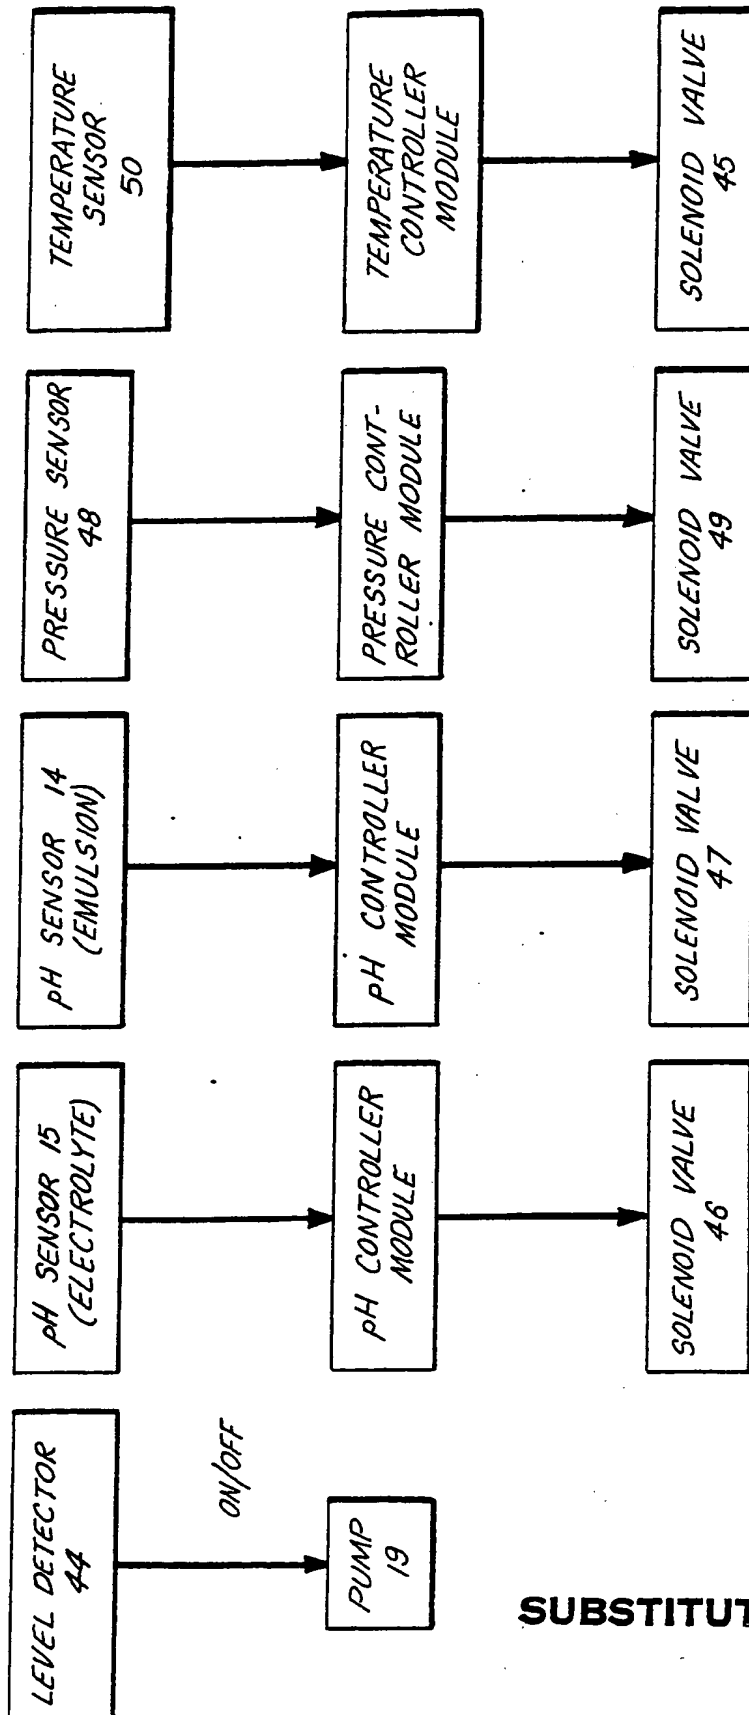 LEVEL DETECTOR
44
ON/OFF
PUMP
19
pH SENSOR 15
(ELECTROLYTE)
pH CONTROLLER
MODULE
SOLENOID VALVE
46
pH SENSOR 14
(EMULSION)
pH CONTROLLER
MODULE
SOLENOID VALVE
47
PRESSURE SENSOR
48
PRESSURE CONT-
ROLLER MODULE
SOLENOID VALVE
49
TEMPERATURE
SENSOR
50
TEMPERATURE
CONTROLLER
MODULE
SOLENOID VALVE
45
SUBSTITUT